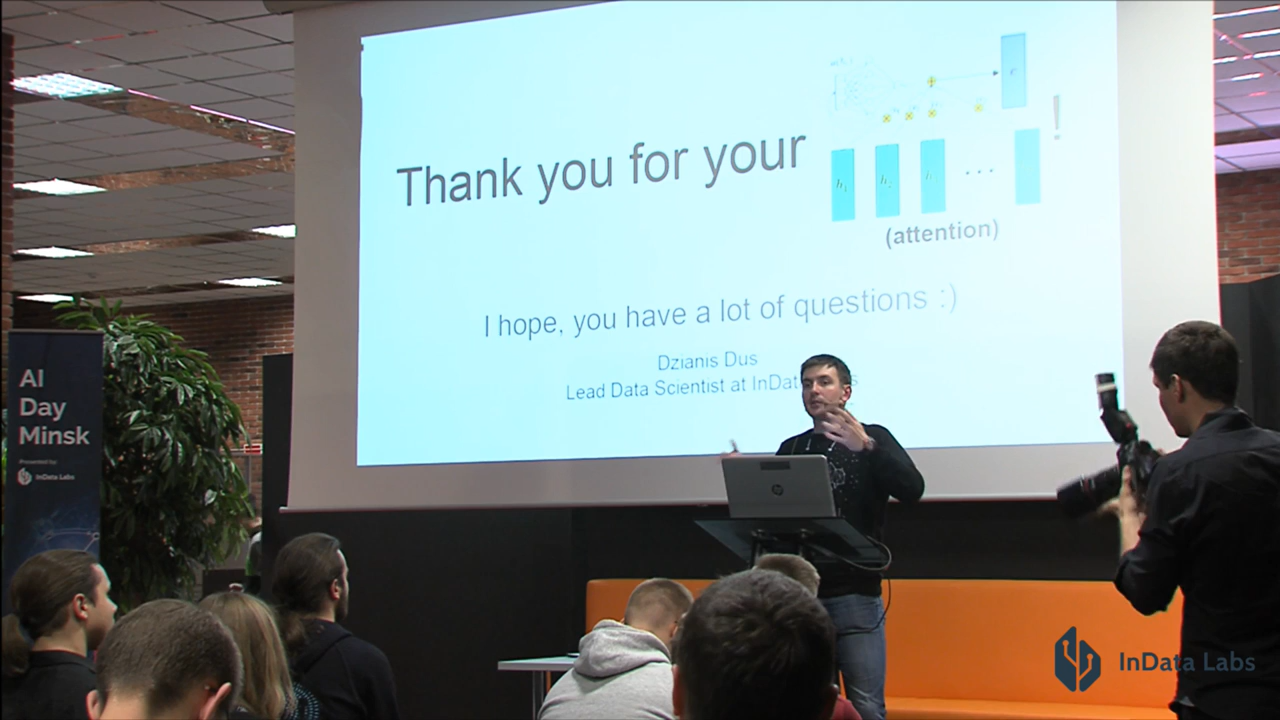 Thank you for your
!
h₁
h₂
...
(attention)
I hope, you have a lot of questions :)
Dzianis Dus
Lead Data Scientist at InDat
AI
Day
Minsk
Presented by:
InData Labs
hp
InData Labs